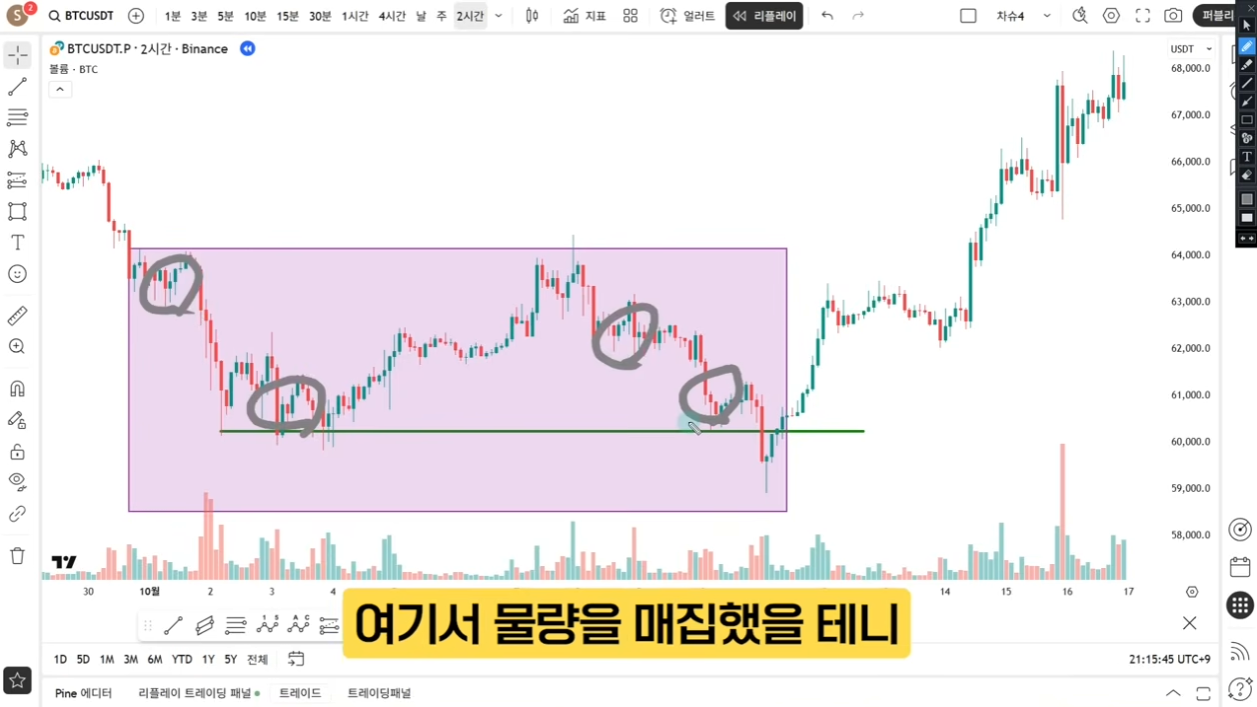 S 2 BTCUSDT 1분 3분 5분 10분 15분 30분 1시간 4시간 날 주 2시간 지표 얼러트 리플레이 차슈4 퍼블리
BTCUSDT.P · 2시간 · Binance
볼륨 · BTC
USDT
68,000.0
67,000.0
66,000.0
65,000.0
64,000.0
63,000.0
62,000.0
61,000.0
60,000.0
59,000.0
58,000.0
30 10월 2 3 4 14 15 16 17
여기서 물량을 매집했을 테니
1D 5D 1M 3M 6M YTD 1Y 5Y 전체 21:15:45 UTC+9
Pine 에디터 리플레이 트레이딩 패널 트레이드 트레이딩패널